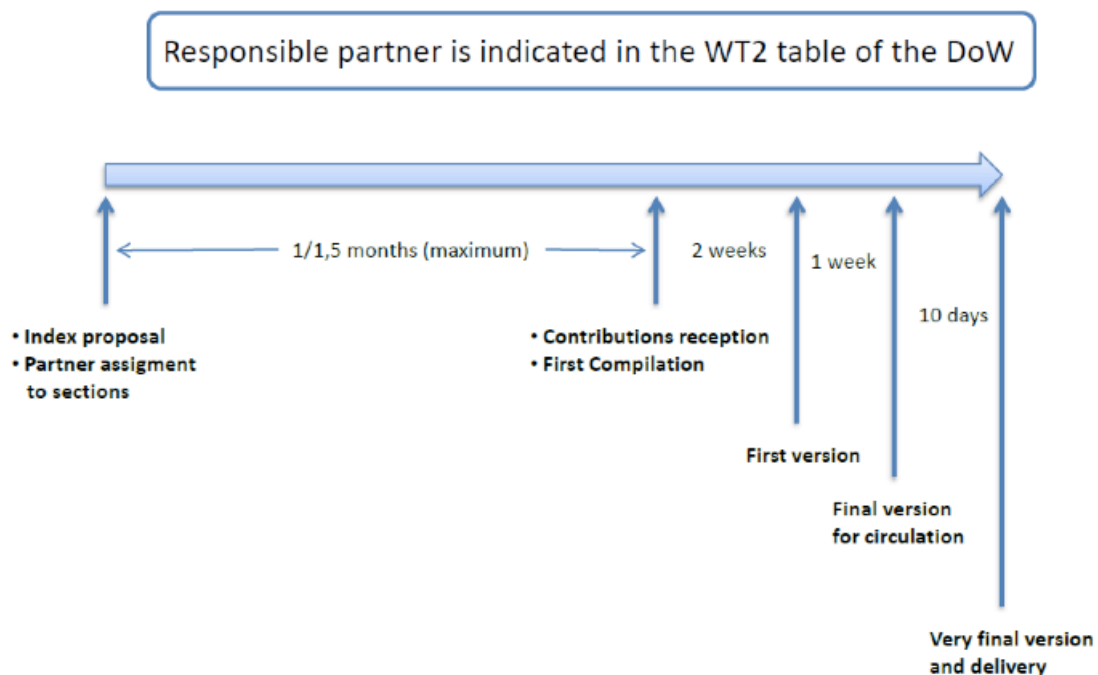 Responsible partner is indicated in the WT2 table of the DoW
1/1,5 months (maximum)
2 weeks
1 week
10 days
• Index proposal
• Partner assigment
to sections
• Contributions reception
• First Compilation
First version
Final version
for circulation
Very final version
and delivery